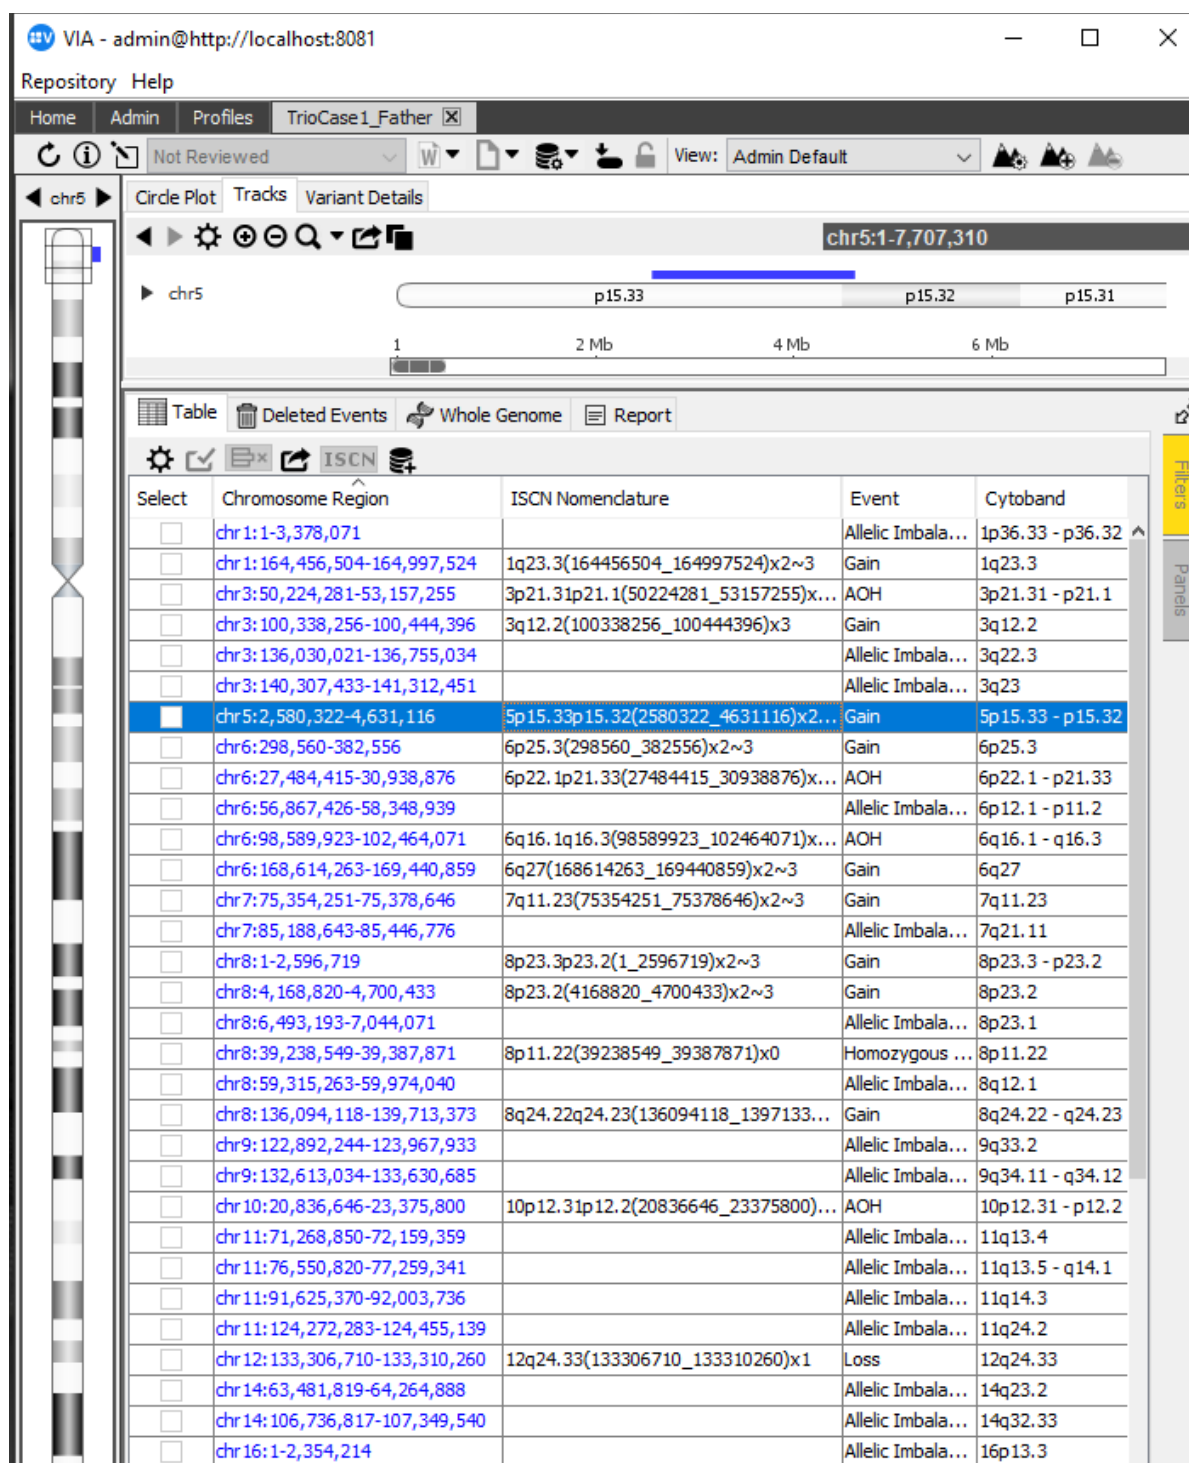 VIA - admin@http://localhost:8081
Repository Help
Home Admin Profiles TrioCase1_Father
Not Reviewed W View: Admin Default
chr5 Circle Plot Tracks Variant Details
chr5:1-7,707,310
chr5 p15.33 p15.32 p15.31
1 2 Mb 4 Mb 6 Mb
Table Deleted Events Whole Genome Report
ISCN
Filters
Panels
Select Chromosome Region ISCN Nomenclature Event Cytoband
chr1:1-3,378,071 Allelic Imbala... 1p36.33 - p36.32
chr1:164,456,504-164,997,524 1q23.3(164456504_164997524)x2~3 Gain 1q23.3
chr3:50,224,281-53,157,255 3p21.31p21.1(50224281_53157255)x... AOH 3p21.31 - p21.1
chr3:100,338,256-100,444,396 3q12.2(100338256_100444396)x3 Gain 3q12.2
chr3:136,030,021-136,755,034 Allelic Imbala... 3q22.3
chr3:140,307,433-141,312,451 Allelic Imbala... 3q23
chr5:2,580,322-4,631,116 5p15.33p15.32(2580322_4631116)x2... Gain 5p15.33 - p15.32
chr6:298,560-382,556 6p25.3(298560_382556)x2~3 Gain 6p25.3
chr6:27,484,415-30,938,876 6p22.1p21.33(27484415_30938876)x... AOH 6p22.1 - p21.33
chr6:56,867,426-58,348,939 Allelic Imbala... 6p12.1 - p11.2
chr6:98,589,923-102,464,071 6q16.1q16.3(98589923_102464071)x... AOH 6q16.1 - q16.3
chr6:168,614,263-169,440,859 6q27(168614263_169440859)x2~3 Gain 6q27
chr7:75,354,251-75,378,646 7q11.23(75354251_75378646)x2~3 Gain 7q11.23
chr7:85,188,643-85,446,776 Allelic Imbala... 7q21.11
chr8:1-2,596,719 8p23.3p23.2(1_2596719)x2~3 Gain 8p23.3 - p23.2
chr8:4,168,820-4,700,433 8p23.2(4168820_4700433)x2~3 Gain 8p23.2
chr8:6,493,193-7,044,071 Allelic Imbala... 8p23.1
chr8:39,238,549-39,387,871 8p11.22(39238549_39387871)x0 Homozygous ... 8p11.22
chr8:59,315,263-59,974,040 Allelic Imbala... 8q12.1
chr8:136,094,118-139,713,373 8q24.22q24.23(136094118_1397133... Gain 8q24.22 - q24.23
chr9:122,892,244-123,967,933 Allelic Imbala... 9q33.2
chr9:132,613,034-133,630,685 Allelic Imbala... 9q34.11 - q34.12
chr10:20,836,646-23,375,800 10p12.31p12.2(20836646_23375800)... AOH 10p12.31 - p12.2
chr11:71,268,850-72,159,359 Allelic Imbala... 11q13.4
chr11:76,550,820-77,259,341 Allelic Imbala... 11q13.5 - q14.1
chr11:91,625,370-92,003,736 Allelic Imbala... 11q14.3
chr11:124,272,283-124,455,139 Allelic Imbala... 11q24.2
chr12:133,306,710-133,310,260 12q24.33(133306710_133310260)x1 Loss 12q24.33
chr14:63,481,819-64,264,888 Allelic Imbala... 14q23.2
chr14:106,736,817-107,349,540 Allelic Imbala... 14q32.33
chr16:1-2,354,214 Allelic Imbala... 16p13.3